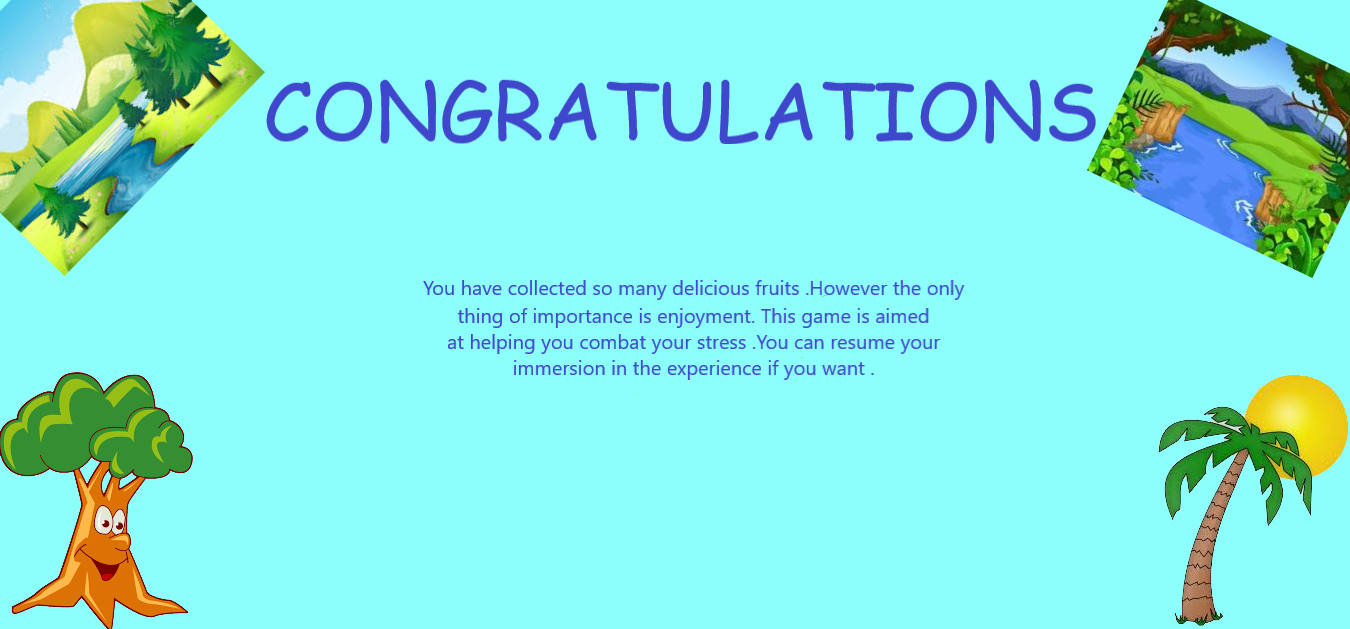 CONGRATULATIONS
You have collected so many delicious fruits .However the only
thing of importance is enjoyment. This game is aimed
at helping you combat your stress .You can resume your
immersion in the experience if you want .